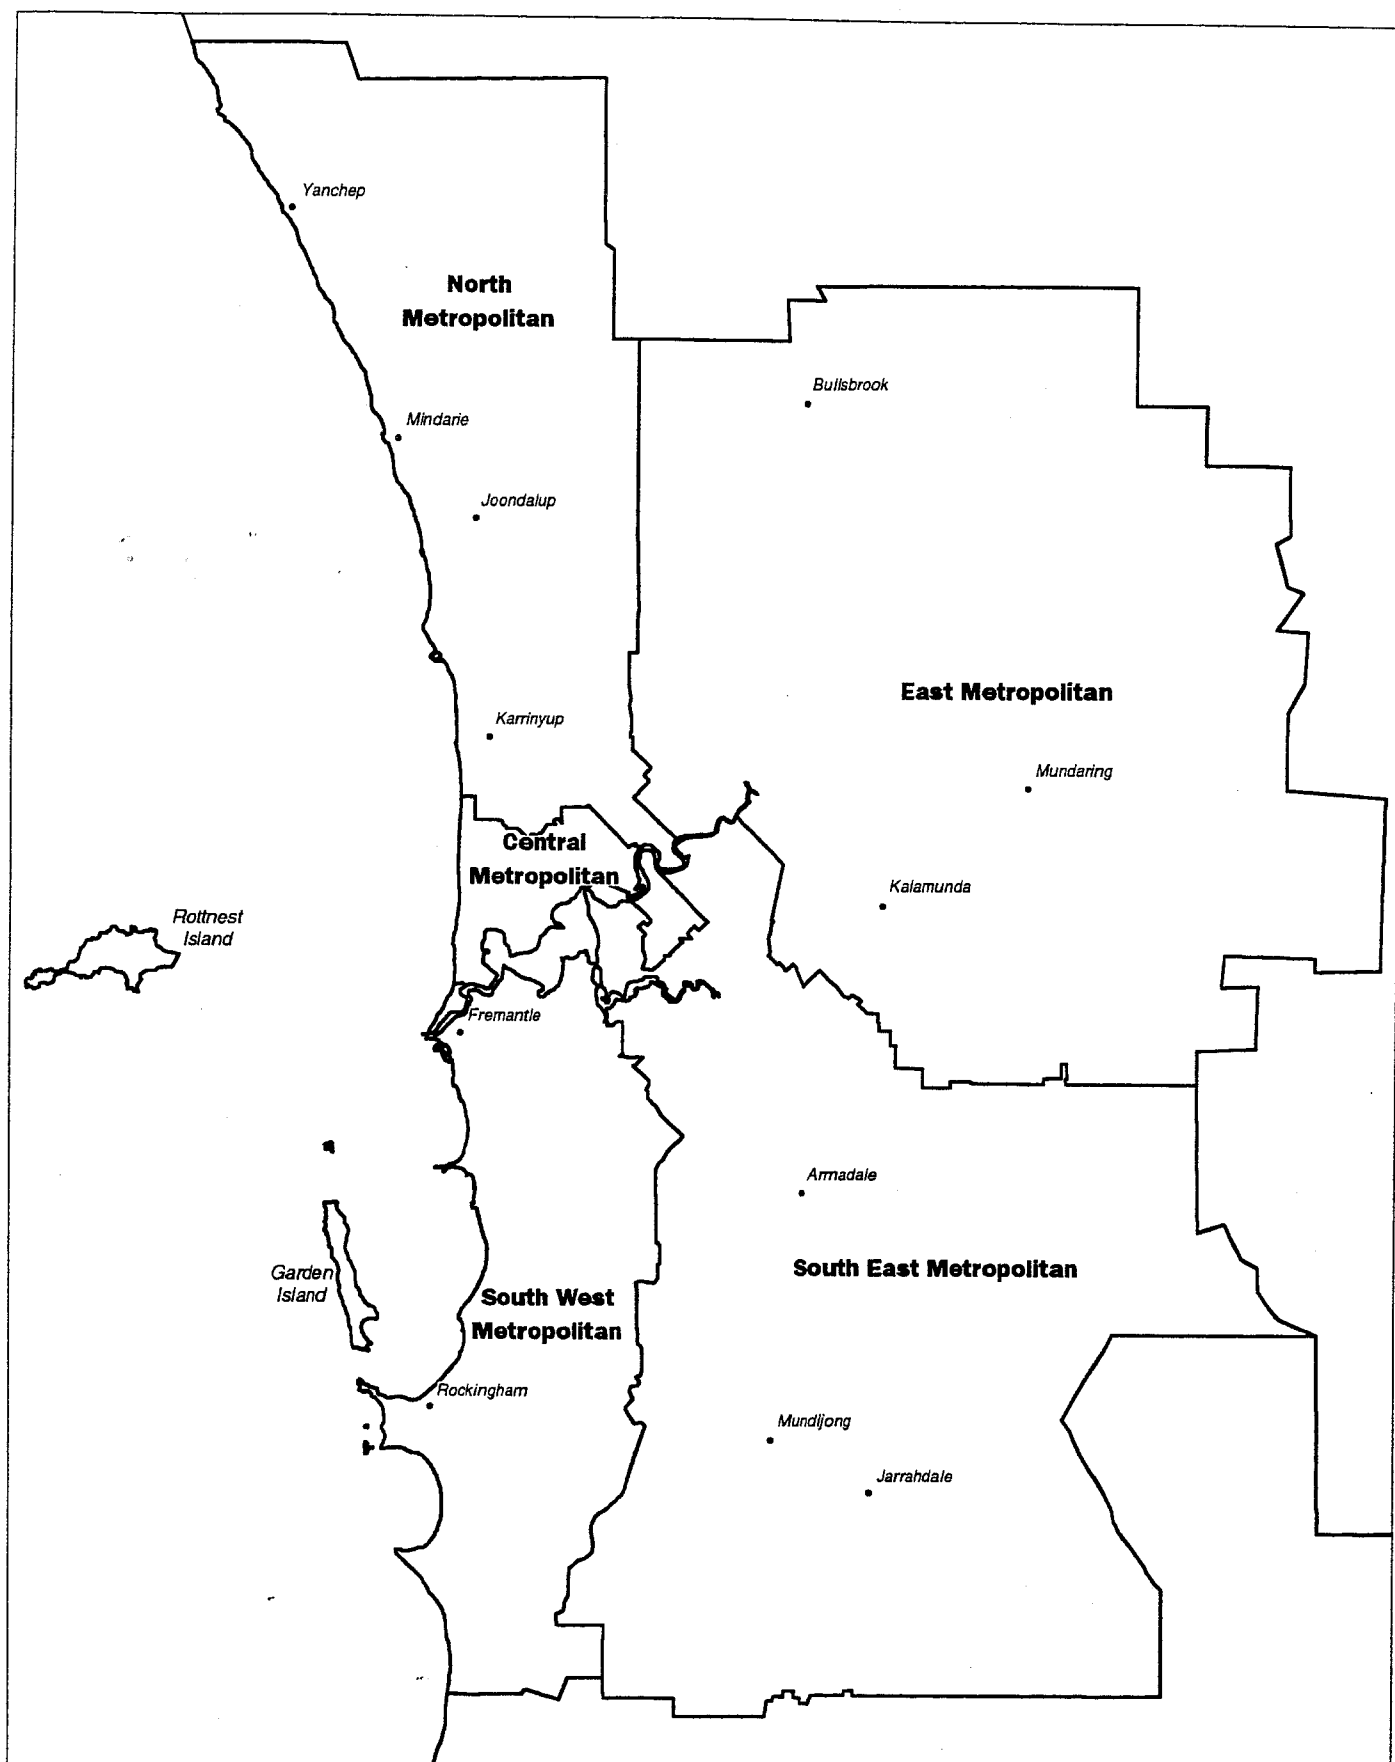 Yanchep
North
Metropolitan
Bullsbrook
Mindarie
Joondalup
East Metropolitan
Karrinyup
Mundaring
Central
Metropolitan
Kalamunda
Rottnest
Island
Fremantle
Armadale
South East Metropolitan
Garden
Island
South West
Metropolitan
Rockingham
Mundijong
Jarrahdale